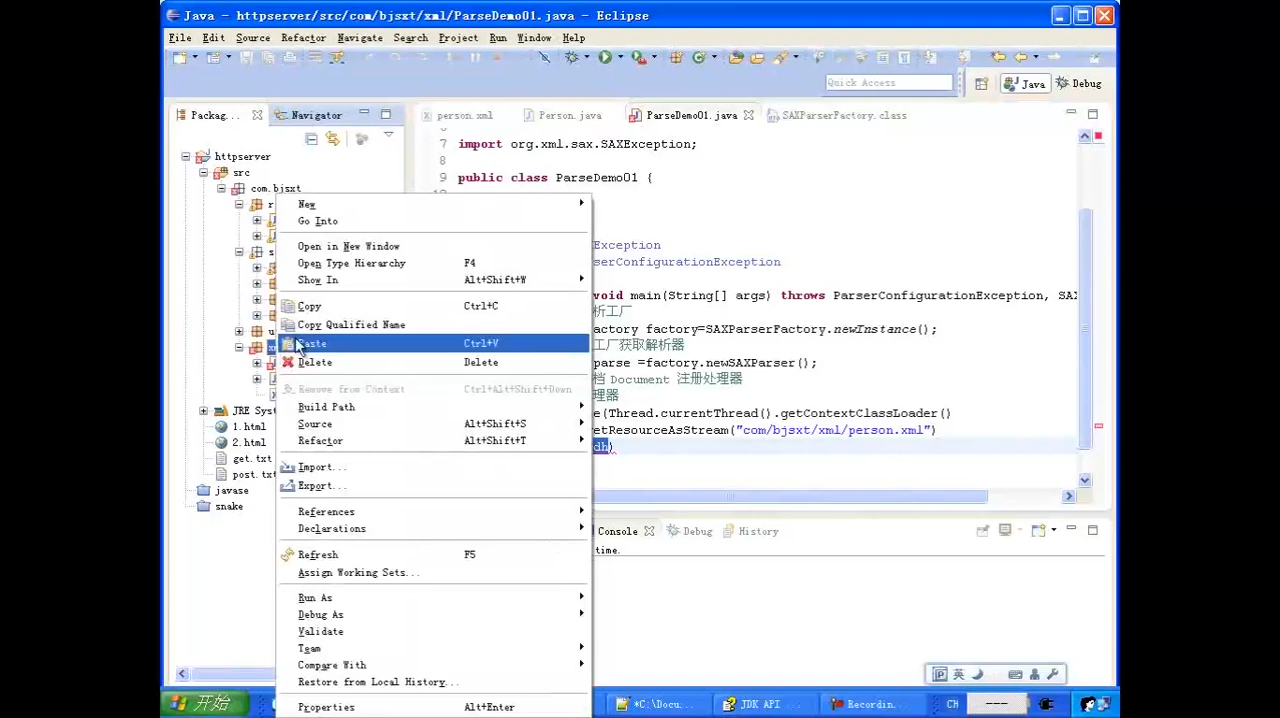 Java - httpserver/src/com/bjsxt/xml/ParseDemo01.java - Eclipse
File Edit Source Refactor Navigate Search Project Run Window Help
Quick Access
Java
Debug
Packag...
Navigator
person.xml
Person.java
ParseDemo01.java
SAXParserFactory.class
httpserver
src
com.bjsxt
JRE Sys
1.html
2.html
get.txt
post.tx
javase
snake
7 import org.xml.sax.SAXException;
8
9 public class ParseDemo01 {
Exception
serConfigurationException
void main(String[] args) throws ParserConfigurationException, SAX
析工厂
actory factory=SAXParserFactory.newInstance();
工厂获取解析器
parse =factory.newSAXParser();
档 Document 注册处理器
理器
e(Thread.currentThread().getContextClassLoader()
etResourceAsStream("com/bjsxt/xml/person.xml")
dh)
New
Go Into
Open in New Window
Open Type Hierarchy F4
Show In Alt+Shift+W
Copy Ctrl+C
Copy Qualified Name
Paste Ctrl+V
Delete Delete
Remove from Context Ctrl+Alt+Shift+Down
Build Path
Source Alt+Shift+S
Refactor Alt+Shift+T
Import...
Export...
References
Declarations
Refresh F5
Assign Working Sets...
Run As
Debug As
Validate
Team
Compare With
Restore from Local History...
Properties Alt+Enter
Console
Debug
History
time.
英
开始
*C:\Docu...
JDK API ...
Recordin...
CH